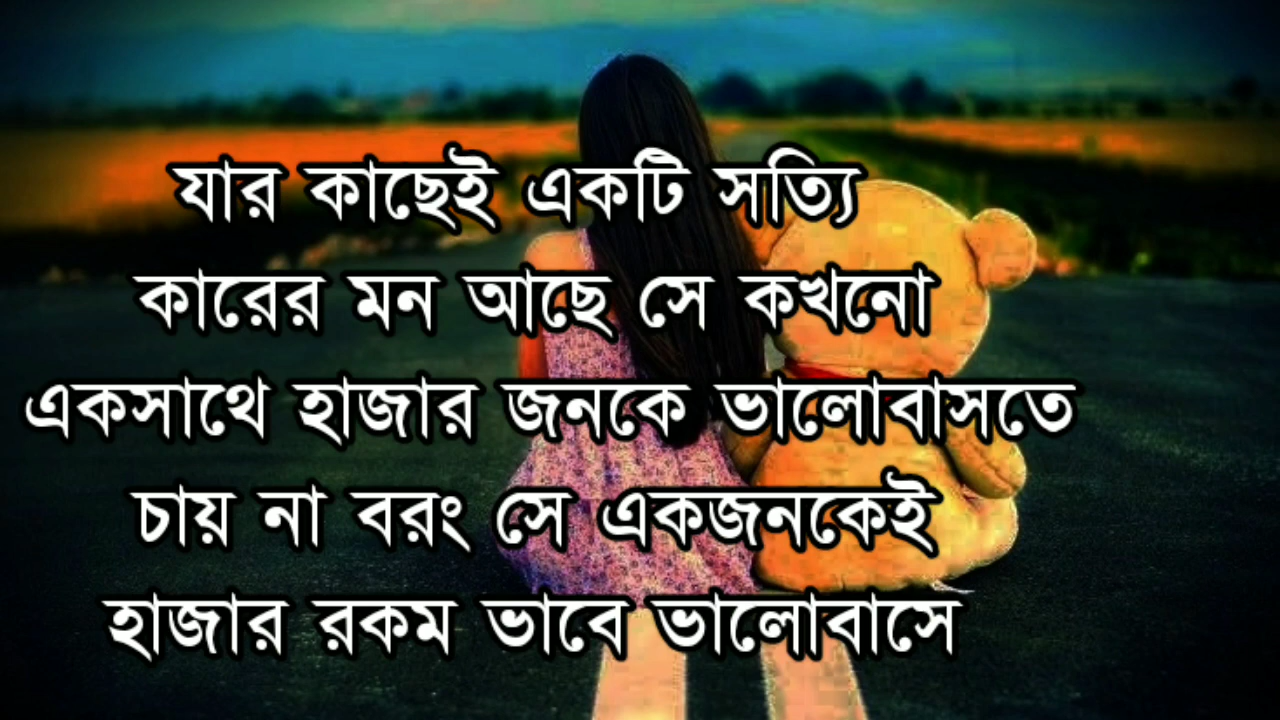 যার কাছেই একটি সত্যি
কারের মন আছে সে কখনো
একসাথে হাজার জনকে ভালোবাসতে
চায় না বরং সে একজনকেই
হাজার রকম ভাবে ভালোবাসে